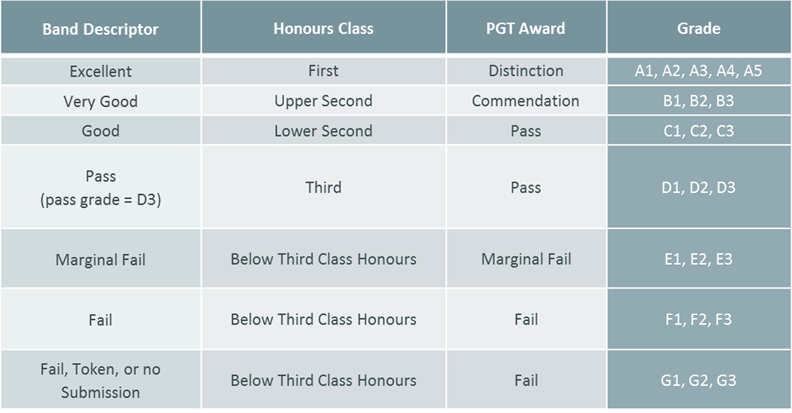 Band Descriptor Honours Class PGT Award Grade
Excellent First Distinction A1, A2, A3, A4, A5
Very Good Upper Second Commendation B1, B2, B3
Good Lower Second Pass C1, C2, C3
Pass
(pass grade = D3) Third Pass D1, D2, D3
Marginal Fail Below Third Class Honours Marginal Fail E1, E2, E3
Fail Below Third Class Honours Fail F1, F2, F3
Fail, Token, or no
Submission Below Third Class Honours Fail G1, G2, G3